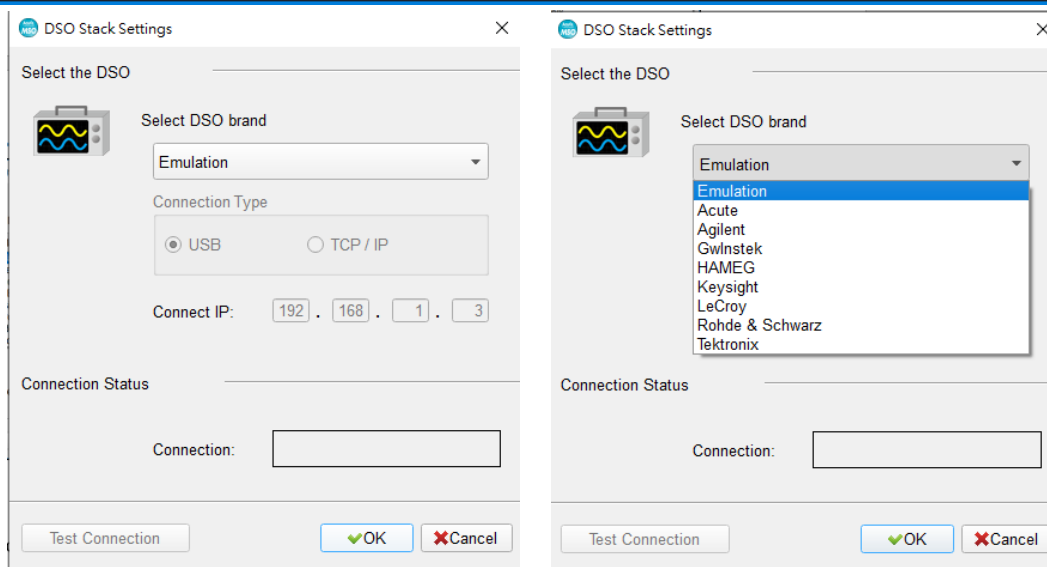 DSO Stack Settings
Select the DSO
Select DSO brand
Emulation
Connection Type
USB
TCP / IP
Connect IP: 192 . 168 . 1 . 3
Connection Status
Connection:
Test Connection
OK
Cancel
DSO Stack Settings
Select the DSO
Select DSO brand
Emulation
Emulation
Acute
Agilent
GwInstek
HAMEG
Keysight
LeCroy
Rohde & Schwarz
Tektronix
Connection Status
Connection:
Test Connection
OK
Cancel